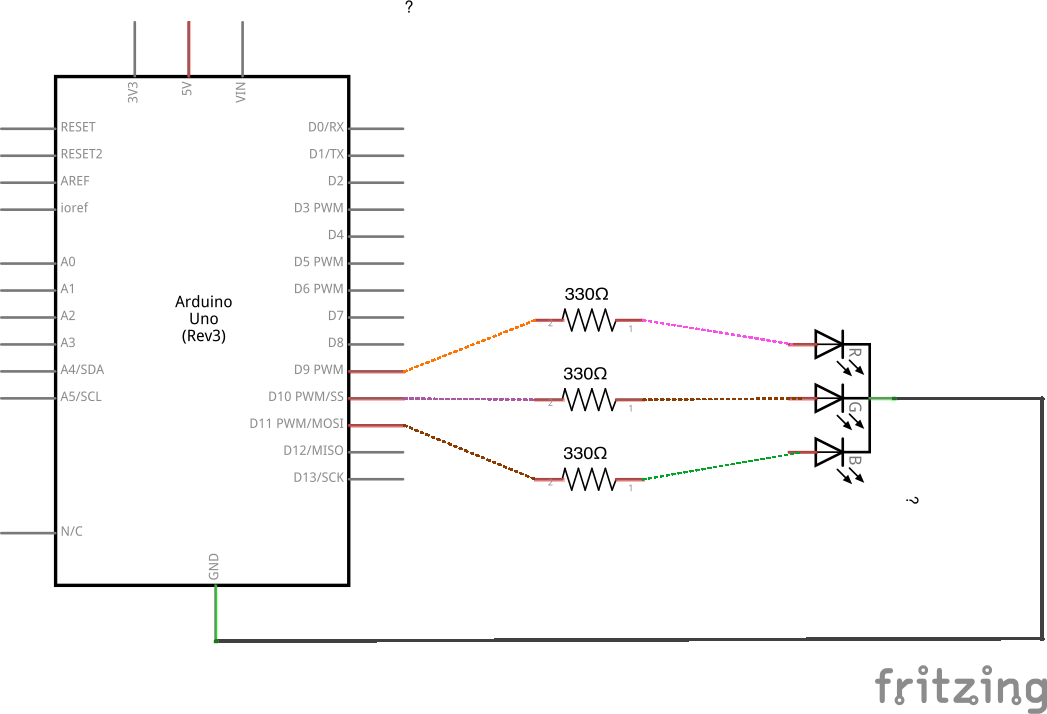 ?
3V3
5V
VIN
RESET
RESET2
AREF
ioref
A0
A1
A2
A3
A4/SDA
A5/SCL
N/C
Arduino
Uno
(Rev3)
D0/RX
D1/TX
D2
D3 PWM
D4
D5 PWM
D6 PWM
D7
D8
D9 PWM
D10 PWM/SS
D11 PWM/MOSI
D12/MISO
D13/SCK
GND
330Ω
2
1
330Ω
2
1
330Ω
2
1
R
G
B
?
fritzing